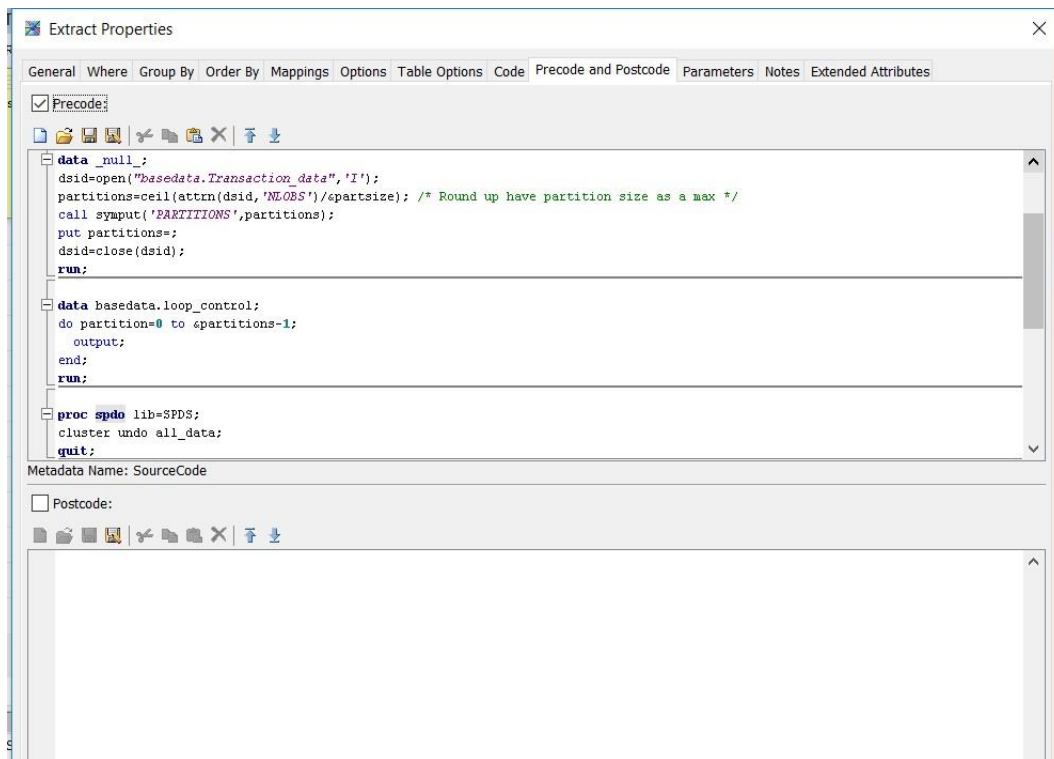 Extract Properties
General Where Group By Order By Mappings Options Table Options Code Precode and Postcode Parameters Notes Extended Attributes
Precode:
data _null_;
dsid=open("basedata.Transaction_data",'I');
partitions=ceil(attrn(dsid,'NLOBS')/&partsize); /* Round up have partition size as a max */
call symput('PARTITIONS',partitions);
put partitions=;
dsid=close(dsid);
run;
data basedata.loop_control;
do partition=0 to &partitions-1;
output;
end;
run;
proc spdo lib=SPDS;
cluster undo all_data;
quit;
Metadata Name: SourceCode
Postcode: